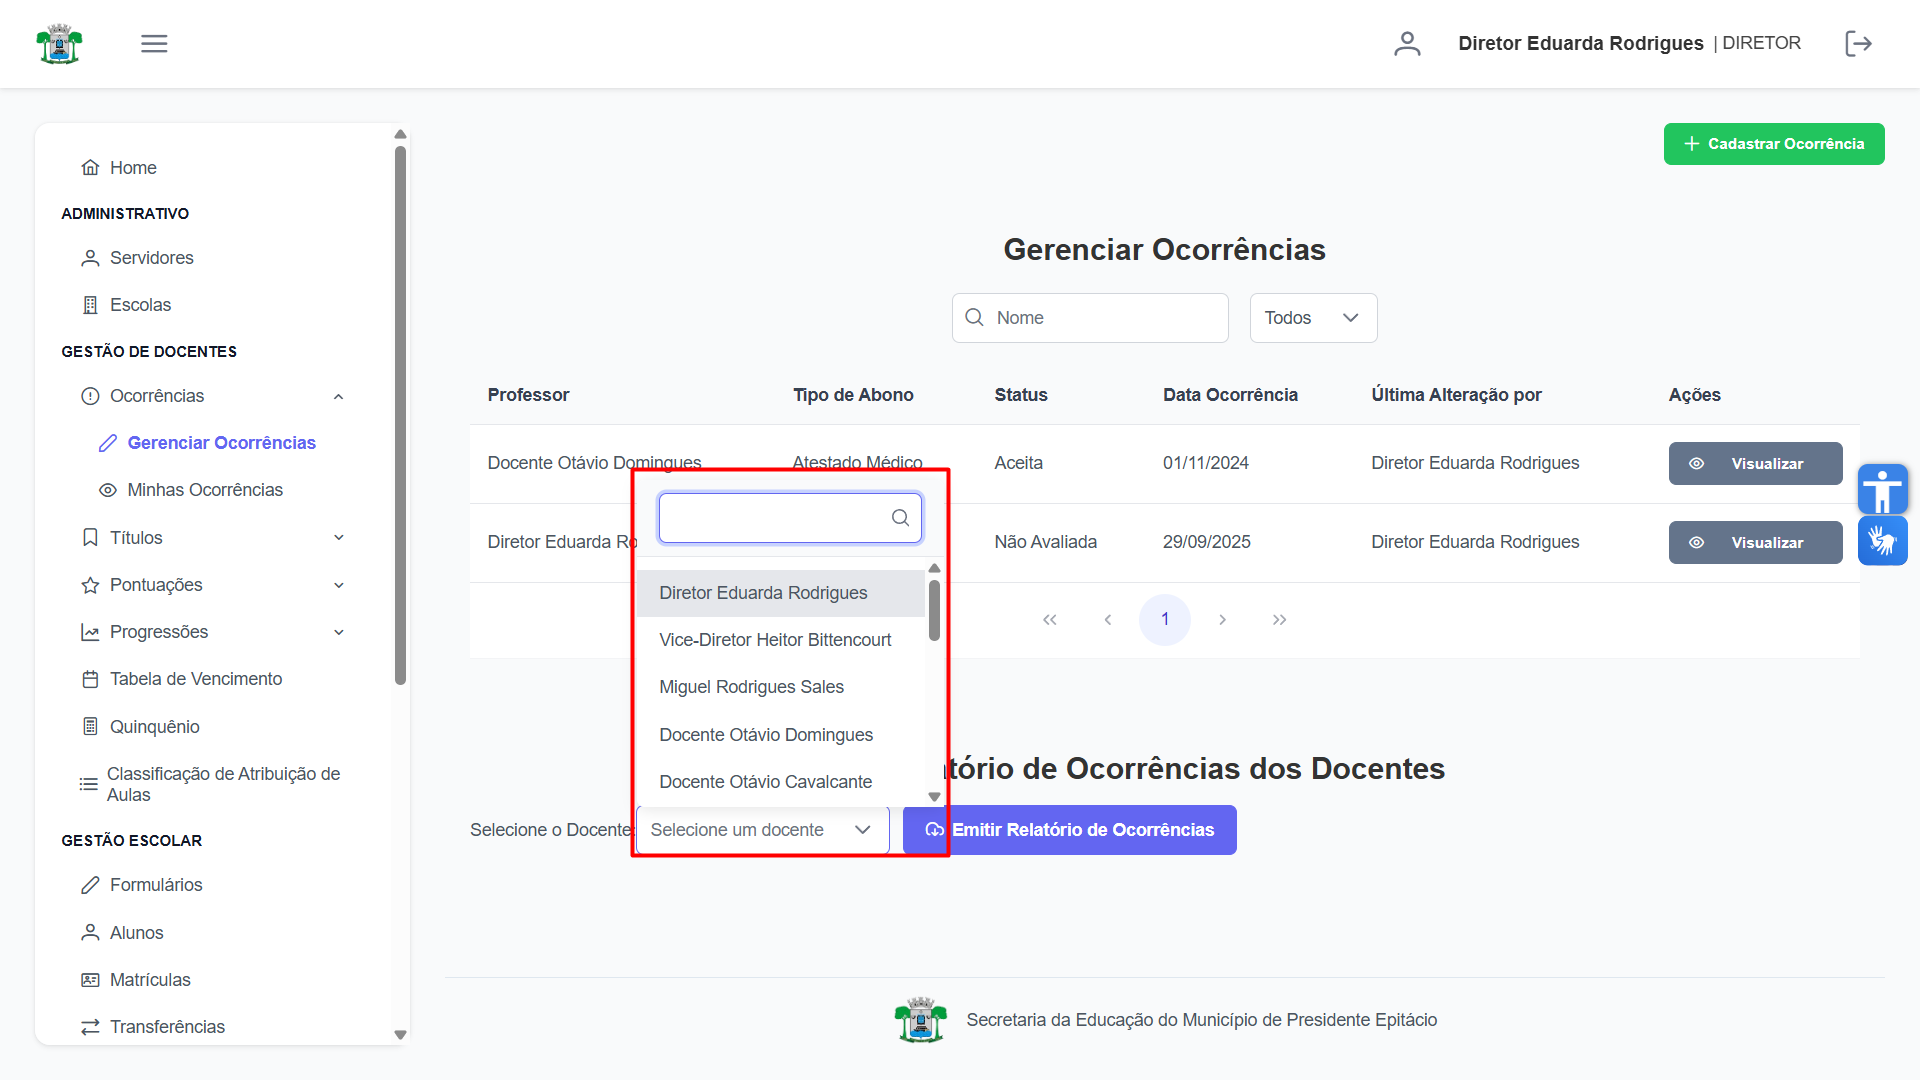 Diretor Eduarda Rodrigues | DIRETOR
Home
ADMINISTRATIVO
Servidores
Escolas
GESTÃO DE DOCENTES
Ocorrências
Gerenciar Ocorrências
Minhas Ocorrências
Títulos
Pontuações
Progressões
Tabela de Vencimento
Quinquênio
Classificação de Atribuição de
Aulas
GESTÃO ESCOLAR
Formulários
Alunos
Matrículas
Transferências
Cadastrar Ocorrência
Gerenciar Ocorrências
Nome
Todos
Professor Tipo de Abono Status Data Ocorrência Última Alteração por Ações
Docente Otávio Domingues Atestado Médico Aceita 01/11/2024 Diretor Eduarda Rodrigues Visualizar
Diretor Eduarda Ro Não Avaliada 29/09/2025 Diretor Eduarda Rodrigues Visualizar
1
Diretor Eduarda Rodrigues
Vice-Diretor Heitor Bittencourt
Miguel Rodrigues Sales
Docente Otávio Domingues
Docente Otávio Cavalcante
tório de Ocorrências dos Docentes
Selecione o Docente: Selecione um docente Emitir Relatório de Ocorrências
Secretaria da Educação do Município de Presidente Epitácio